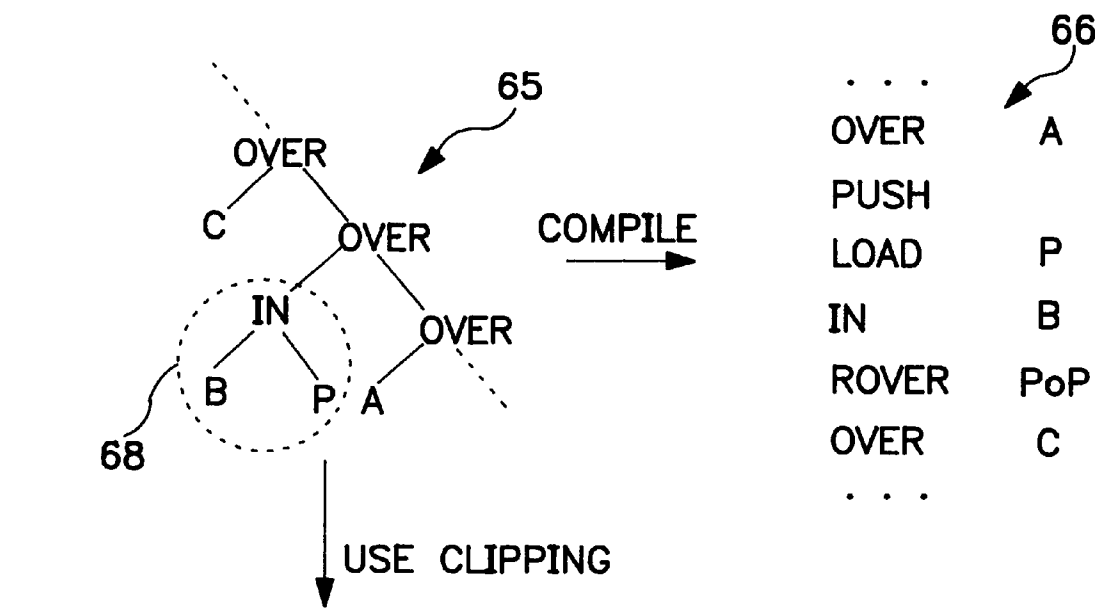 66
65
. . .
OVER A
OVER
PUSH
C
OVER
COMPILE
LOAD P
IN
IN B
OVER
B
P
A
ROVER PoP
68
OVER C
. . .
USE CLIPPING